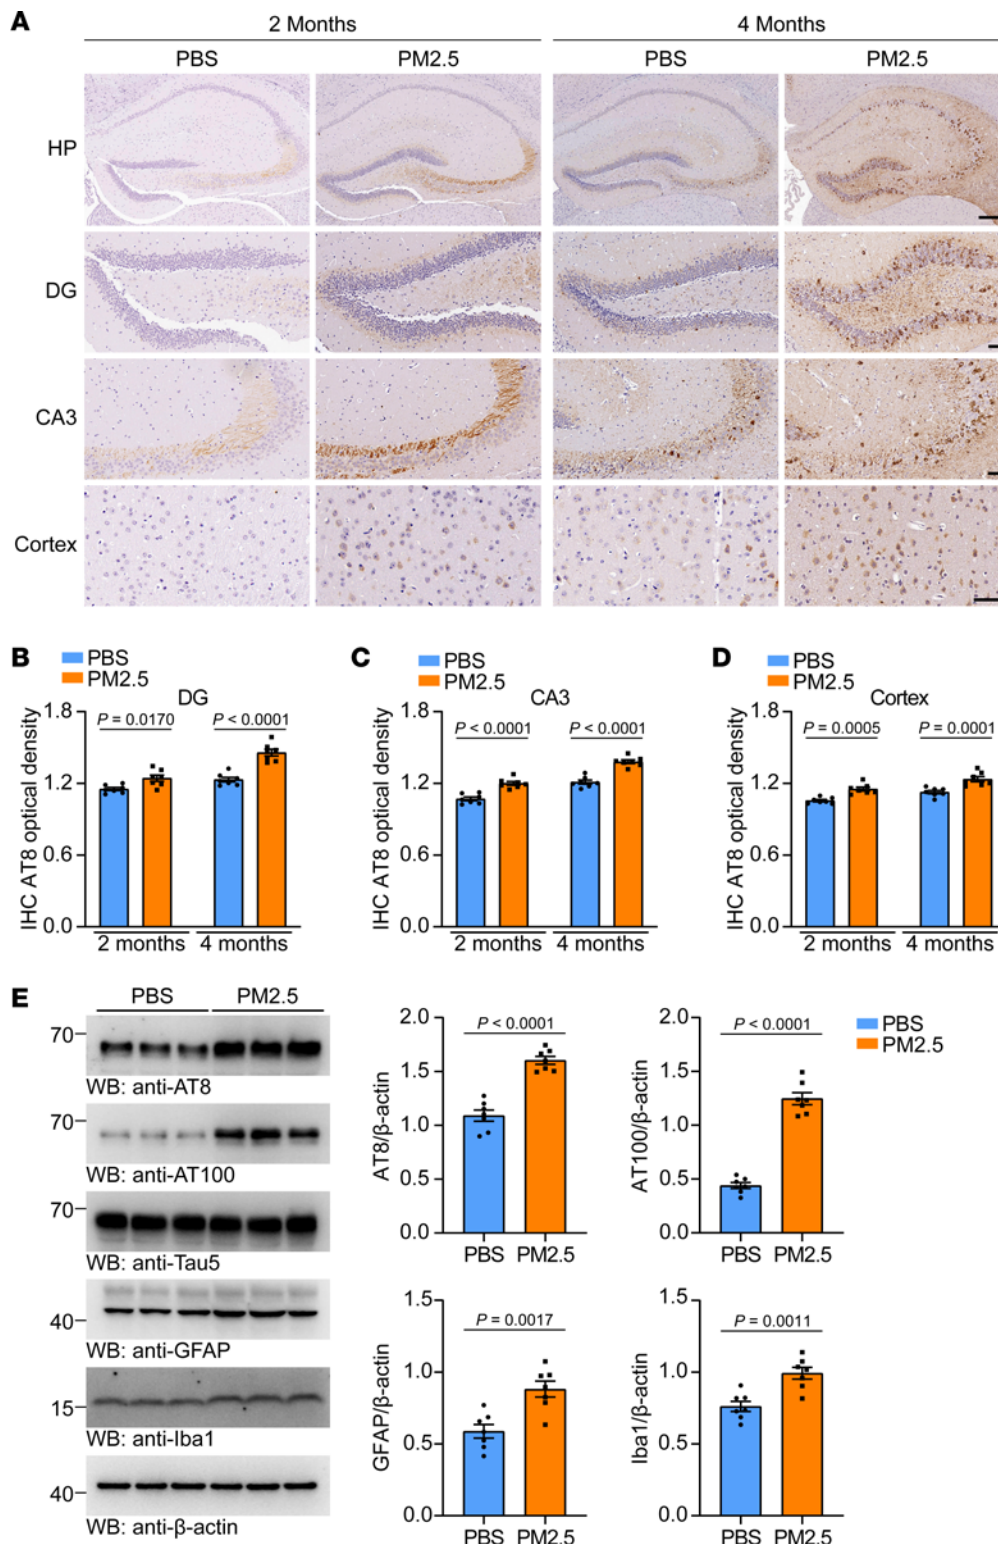 A
2 Months
4 Months
PBS
PM2.5
PBS
PM2.5
HP
DG
CA3
Cortex
B
PBS
PM2.5
DG
IHC AT8 optical density
1.8
1.2
0.6
0.0
P = 0.0170
P < 0.0001
2 months
4 months
C
PBS
PM2.5
CA3
IHC AT8 optical density
1.8
1.2
0.6
0.0
P < 0.0001
P < 0.0001
2 months
4 months
D
PBS
PM2.5
Cortex
IHC AT8 optical density
1.8
1.2
0.6
0.0
P = 0.0005
P = 0.0001
2 months
4 months
E
PBS
PM2.5
70
WB: anti-AT8
70
WB: anti-AT100
70
WB: anti-Tau5
40
WB: anti-GFAP
15
WB: anti-Iba1
40
WB: anti-β-actin
AT8/β-actin
2.0
1.5
1.0
0.5
0.0
P < 0.0001
PBS
PM2.5
AT100/β-actin
2.0
1.5
1.0
0.5
0.0
P < 0.0001
PBS
PM2.5
PBS
PM2.5
GFAP/β-actin
1.5
1.0
0.5
0.0
P = 0.0017
PBS
PM2.5
Iba1/β-actin
1.5
1.0
0.5
0.0
P = 0.0011
PBS
PM2.5